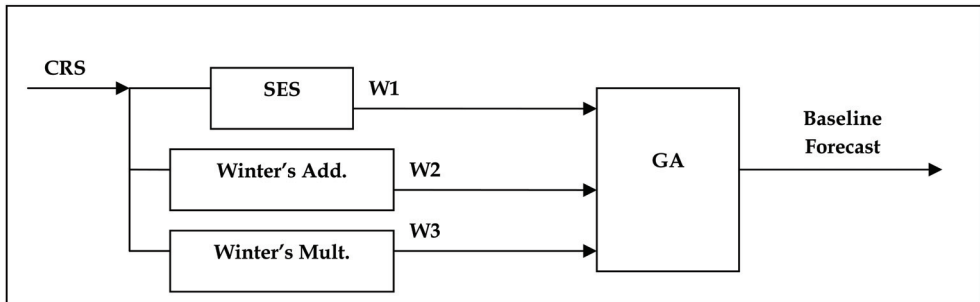 CRS
SES
W1
Winter's Add.
W2
Winter's Mult.
W3
GA
Baseline
Forecast